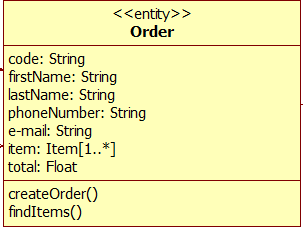 <<entity>>
Order
code: String
firstName: String
lastName: String
phoneNumber: String
e-mail: String
item: Item[1..*]
total: Float
createOrder()
findItems()